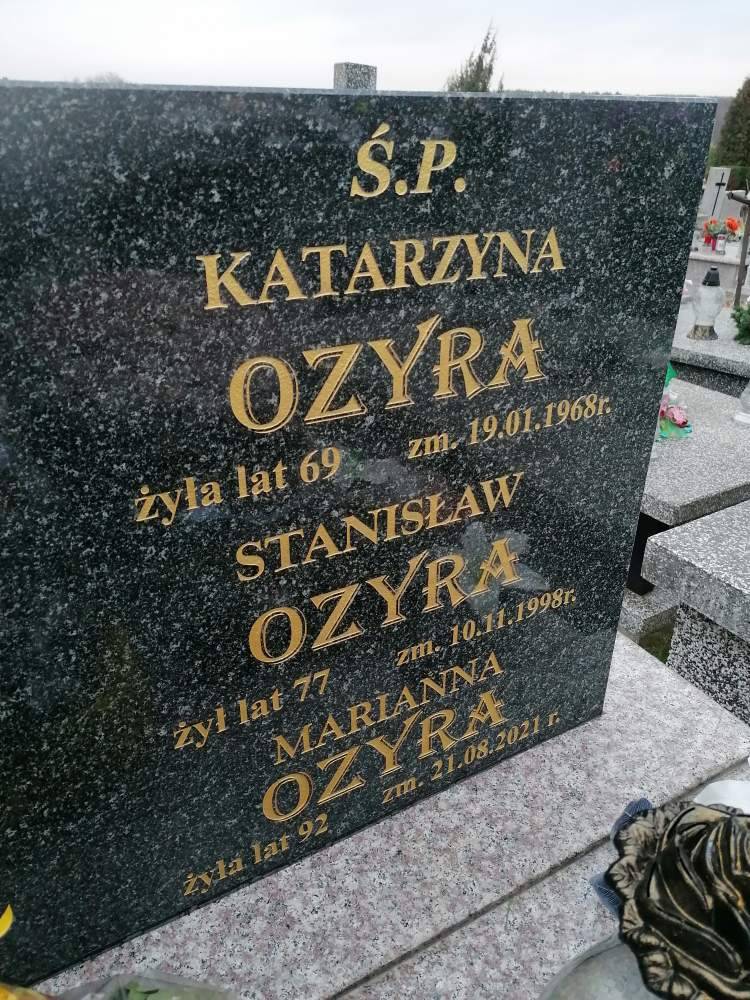 Ś.P.
KATARZYNA
OZYRA
żyła lat 69 zm. 19.01.1968r.
STANISŁAW
OZYRA
żył lat 77 zm. 10.11.1998r.
MARIANNA
OZYRA
żyła lat 92 zm. 21.08.2021 r.